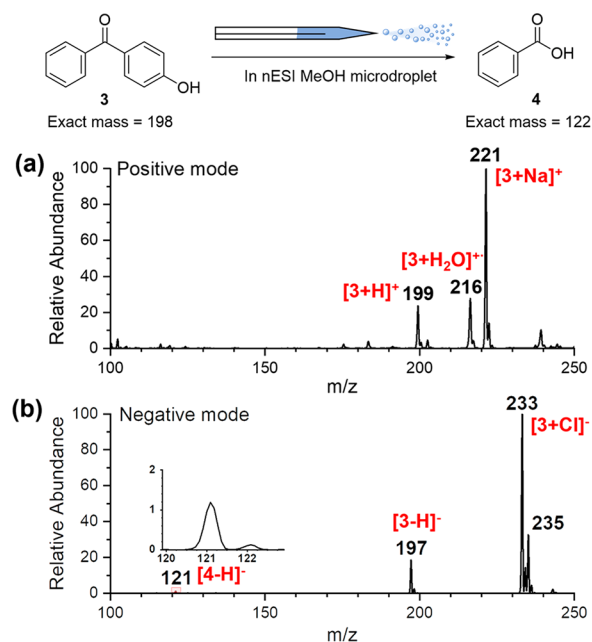 O
OH
3
Exact mass = 198
In nESI MeOH microdroplet
O
OH
4
Exact mass = 122
(a)
Positive mode
Relative Abundance
100
80
60
40
20
0
221
[3+Na]⁺
[3+H₂O]⁺·
216
[3+H]⁺
199
100
150
200
250
m/z
(b)
Negative mode
Relative Abundance
100
80
60
40
20
0
233
[3+Cl]⁻
235
[3-H]⁻
197
2
1
0
120
121
122
121
[4-H]⁻
100
150
200
250
m/z